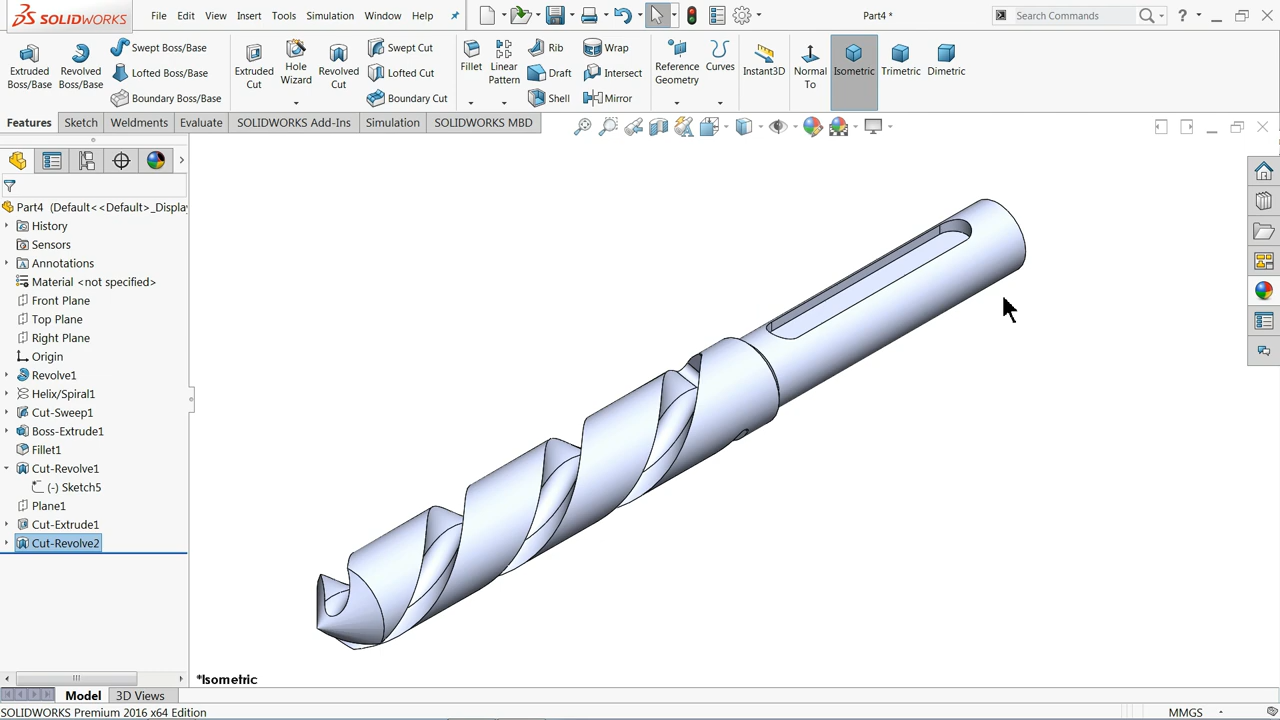 SOLIDWORKS File Edit View Insert Tools Simulation Window Help Part4 * Search Commands ?
Extruded Boss/Base
Revolved Boss/Base
Swept Boss/Base
Lofted Boss/Base
Boundary Boss/Base
Extruded Cut
Hole Wizard
Revolved Cut
Swept Cut
Lofted Cut
Boundary Cut
Fillet
Linear Pattern
Rib
Draft
Shell
Wrap
Intersect
Mirror
Reference Geometry
Curves
Instant3D
Normal To
Isometric
Trimetric
Dimetric
Features Sketch Weldments Evaluate SOLIDWORKS Add-Ins Simulation SOLIDWORKS MBD
Part4 (Default<<Default>_Display
History
Sensors
Annotations
Material <not specified>
Front Plane
Top Plane
Right Plane
Origin
Revolve1
Helix/Spiral1
Cut-Sweep1
Boss-Extrude1
Fillet1
Cut-Revolve1
(-) Sketch5
Plane1
Cut-Extrude1
Cut-Revolve2
*Isometric
Model 3D Views
SOLIDWORKS Premium 2016 x64 Edition MMGS